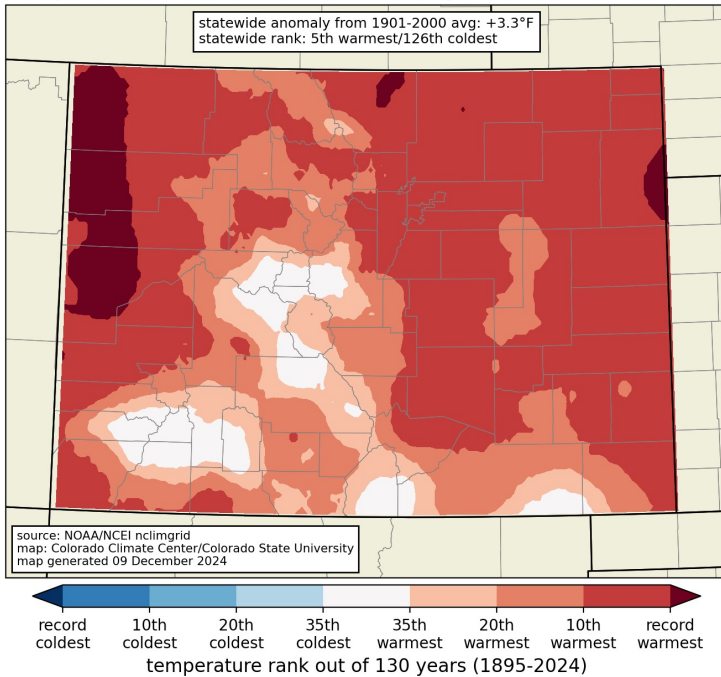 statewide anomaly from 1901-2000 avg: +3.3°F
statewide rank: 5th warmest/126th coldest
source: NOAA/NCEI nclimgrid
map: Colorado Climate Center/Colorado State University
map generated 09 December 2024
record coldest
10th coldest
20th coldest
35th coldest
35th warmest
20th warmest
10th warmest
record warmest
temperature rank out of 130 years (1895-2024)